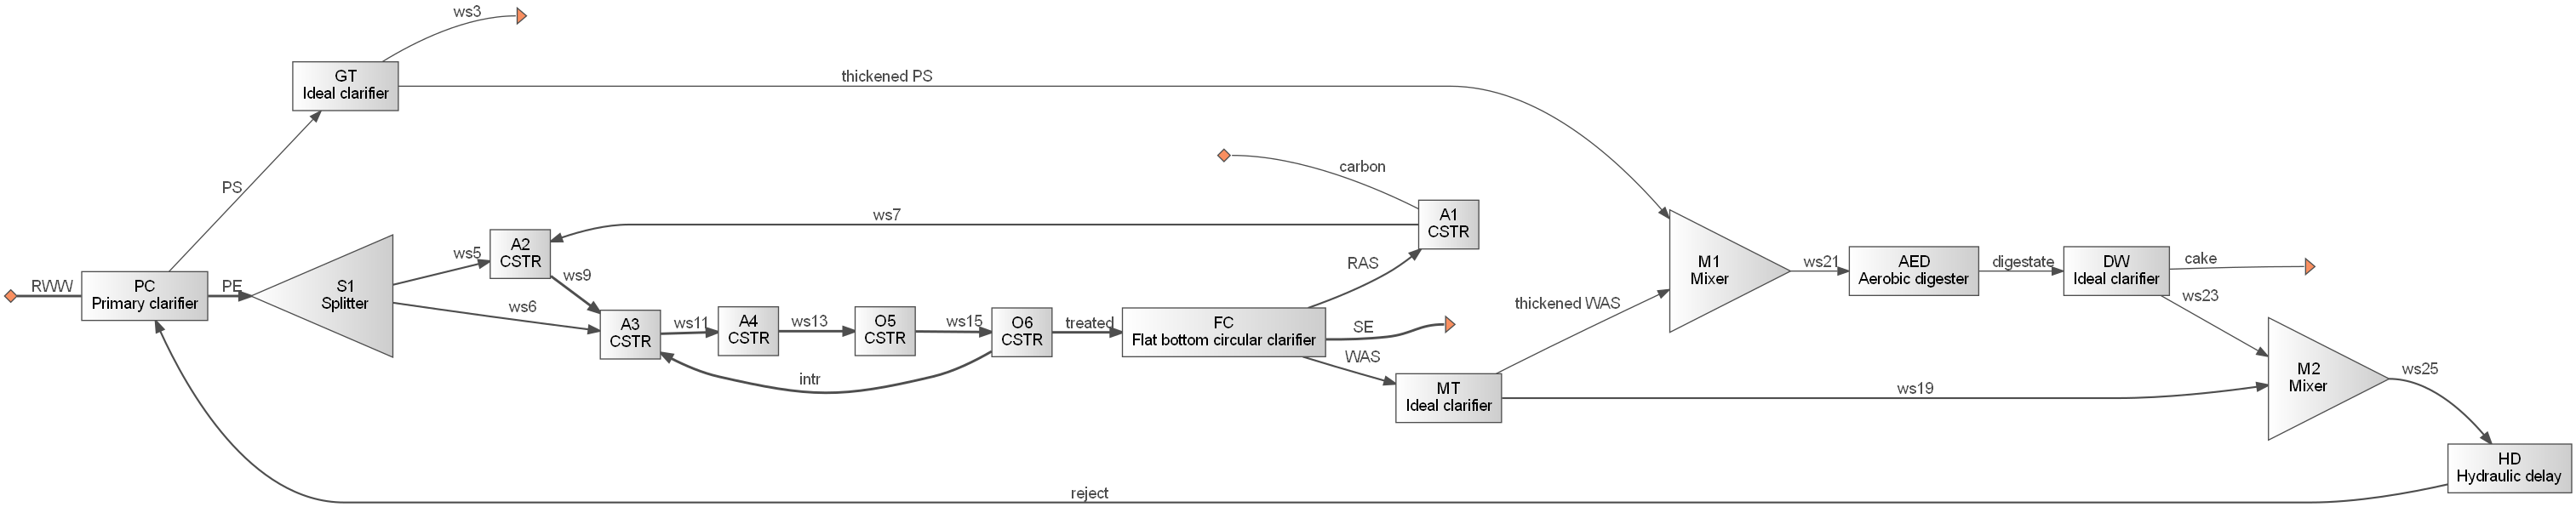 ws3
GT
Ideal clarifier
thickened PS
carbon
PS
A1
CSTR
ws7
A2
CSTR
ws5
RAS
M1
Mixer
ws21
AED
Aerobic digester
digestate
DW
Ideal clarifier
cake
RWW
PC
Primary clarifier
PE
S1
Splitter
ws9
ws6
thickened WAS
ws23
A3
CSTR
ws11
A4
CSTR
ws13
O5
CSTR
ws15
O6
CSTR
treated
FC
Flat bottom circular clarifier
SE
WAS
intr
MT
Ideal clarifier
ws19
M2
Mixer
ws25
HD
Hydraulic delay
reject